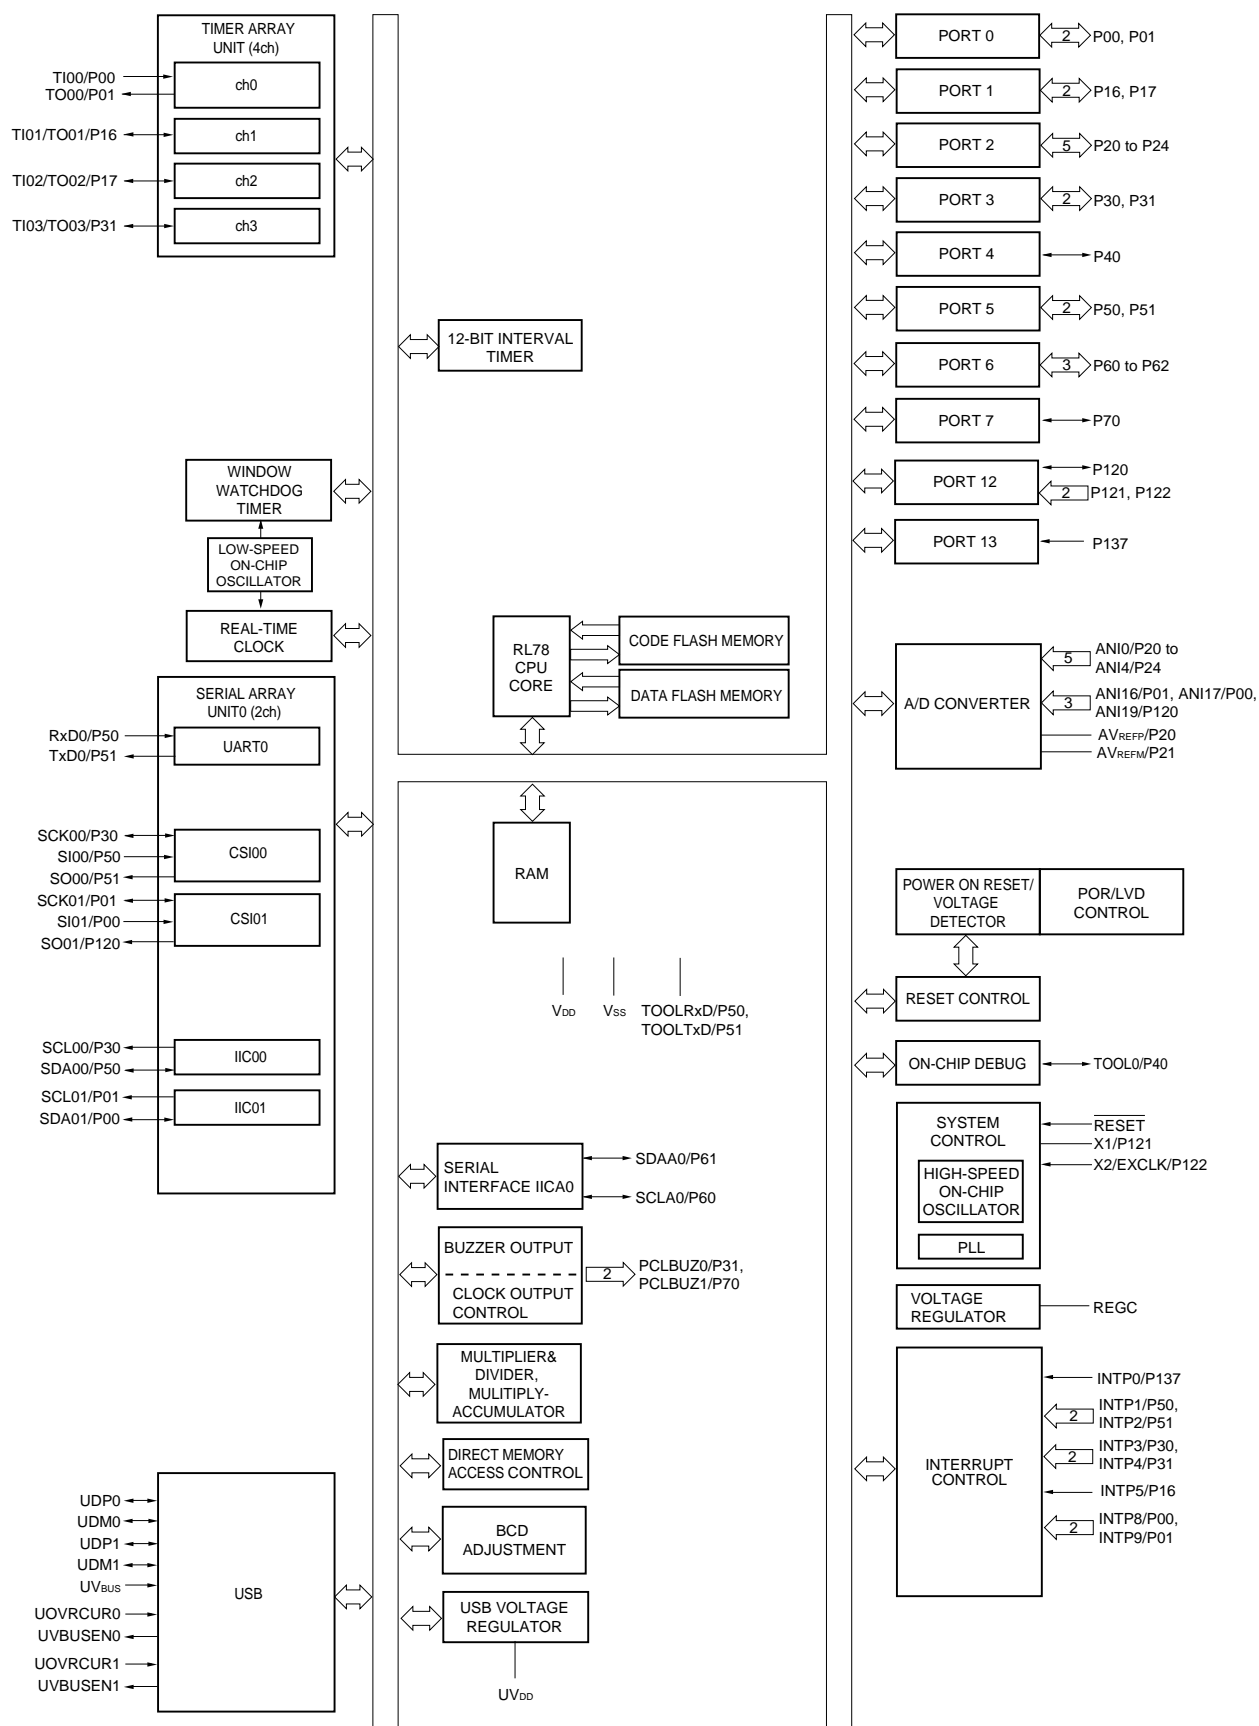 TIMER ARRAY
UNIT (4ch)
TI00/P00
TO00/P01
ch0
TI01/TO01/P16
ch1
TI02/TO02/P17
ch2
TI03/TO03/P31
ch3
12-BIT INTERVAL
TIMER
WINDOW
WATCHDOG
TIMER
LOW-SPEED
ON-CHIP
OSCILLATOR
REAL-TIME
CLOCK
SERIAL ARRAY
UNIT0 (2ch)
RxD0/P50
TxD0/P51
UART0
SCK00/P30
SI00/P50
SO00/P51
CSI00
SCK01/P01
SI01/P00
SO01/P120
CSI01
SCL00/P30
SDA00/P50
IIC00
SCL01/P01
SDA01/P00
IIC01
UDP0
UDM0
UDP1
UDM1
UVBUS
UOVRCUR0
UVBUSEN0
UOVRCUR1
UVBUSEN1
USB
RL78
CPU
CORE
CODE FLASH MEMORY
DATA FLASH MEMORY
RAM
VDD
VSS
TOOLRxD/P50,
TOOLTxD/P51
SERIAL
INTERFACE IICA0
SDAA0/P61
SCLA0/P60
BUZZER OUTPUT
CLOCK OUTPUT
CONTROL
2
PCLBUZ0/P31,
PCLBUZ1/P70
MULTIPLIER&
DIVIDER,
MULITIPLY-
ACCUMULATOR
DIRECT MEMORY
ACCESS CONTROL
BCD
ADJUSTMENT
USB VOLTAGE
REGULATOR
UVDD
PORT 0
2
P00, P01
PORT 1
2
P16, P17
PORT 2
5
P20 to P24
PORT 3
2
P30, P31
PORT 4
P40
PORT 5
2
P50, P51
PORT 6
3
P60 to P62
PORT 7
P70
PORT 12
P120
2
P121, P122
PORT 13
P137
A/D CONVERTER
5
ANI0/P20 to
ANI4/P24
3
ANI16/P01, ANI17/P00,
ANI19/P120
AVREFP/P20
AVREFM/P21
POWER ON RESET/
VOLTAGE
DETECTOR
POR/LVD
CONTROL
RESET CONTROL
ON-CHIP DEBUG
TOOL0/P40
SYSTEM
CONTROL
RESET
X1/P121
X2/EXCLK/P122
HIGH-SPEED
ON-CHIP
OSCILLATOR
PLL
VOLTAGE
REGULATOR
REGC
INTERRUPT
CONTROL
INTP0/P137
2
INTP1/P50,
INTP2/P51
2
INTP3/P30,
INTP4/P31
INTP5/P16
2
INTP8/P00,
INTP9/P01